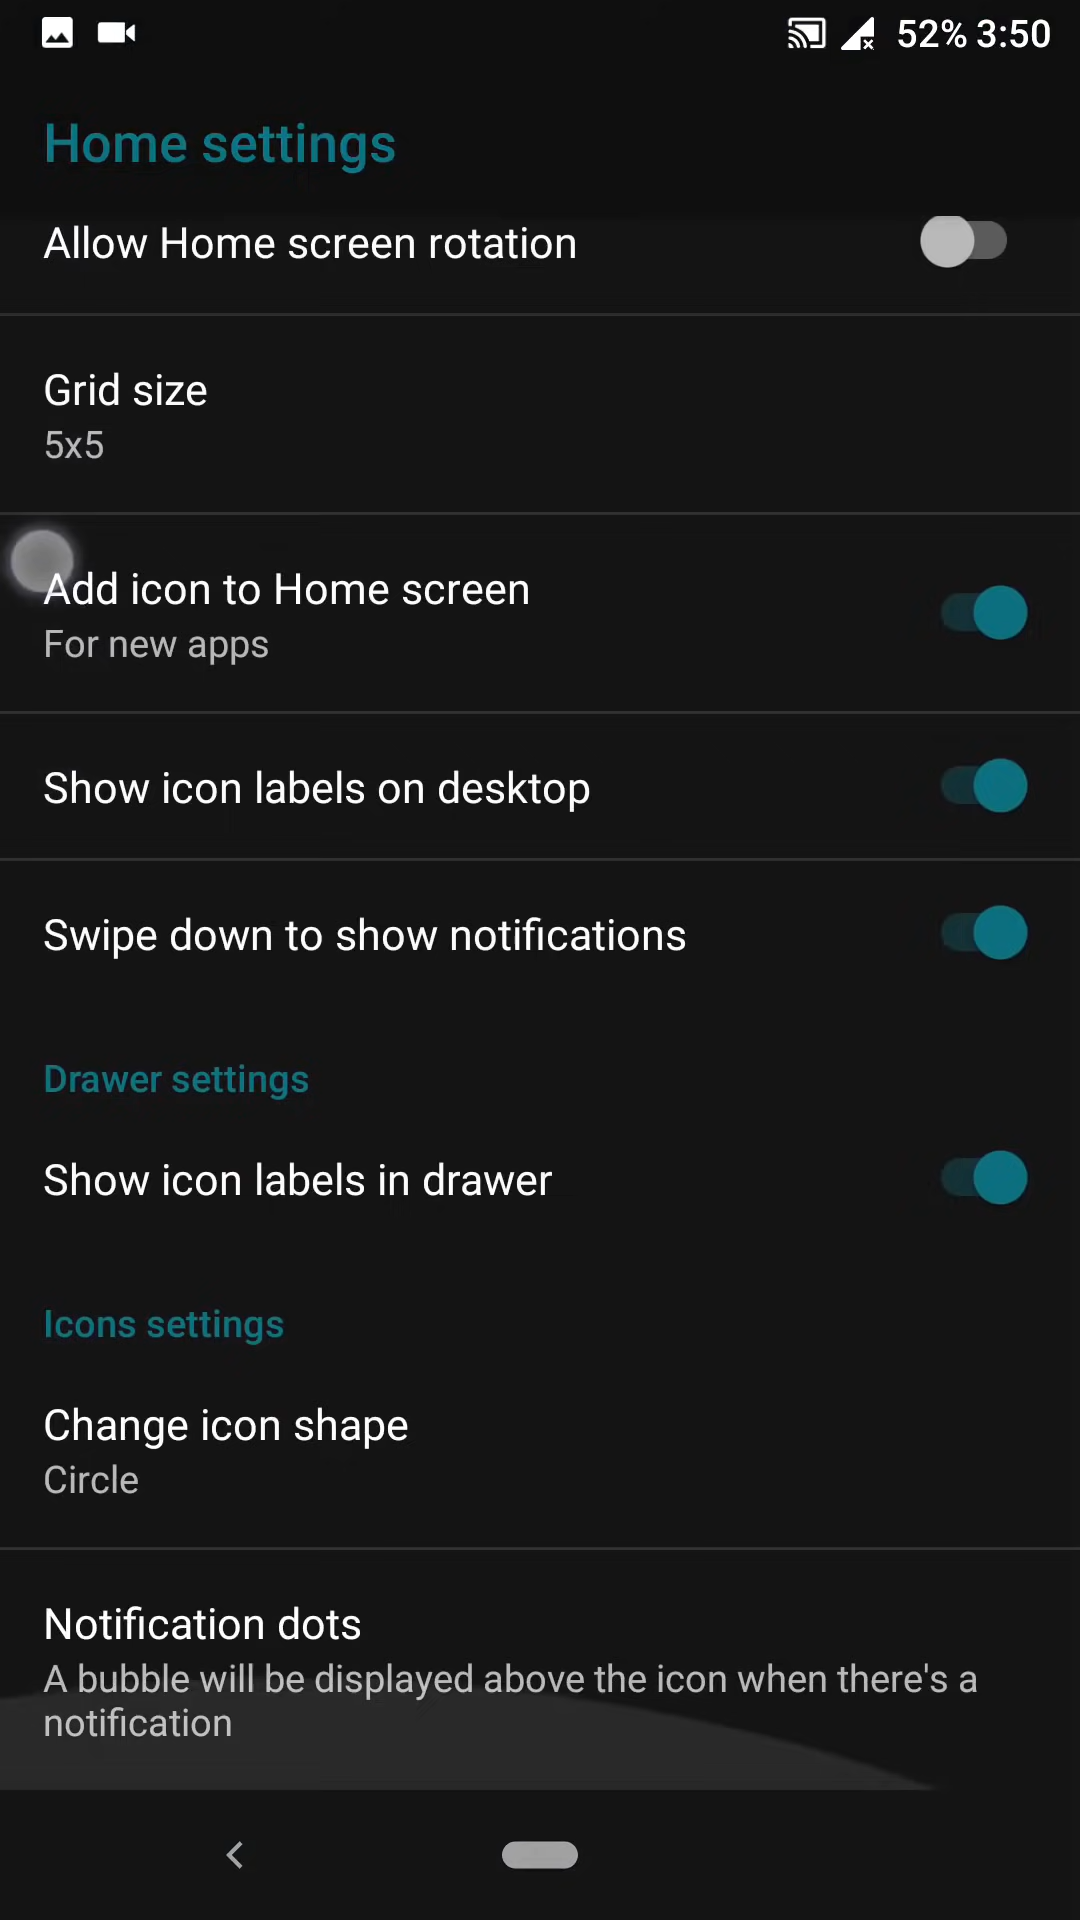 52% 3:50
Home settings
Allow Home screen rotation
Grid size
5x5
Add icon to Home screen
For new apps
Show icon labels on desktop
Swipe down to show notifications
Drawer settings
Show icon labels in drawer
Icons settings
Change icon shape
Circle
Notification dots
A bubble will be displayed above the icon when there's a
notification